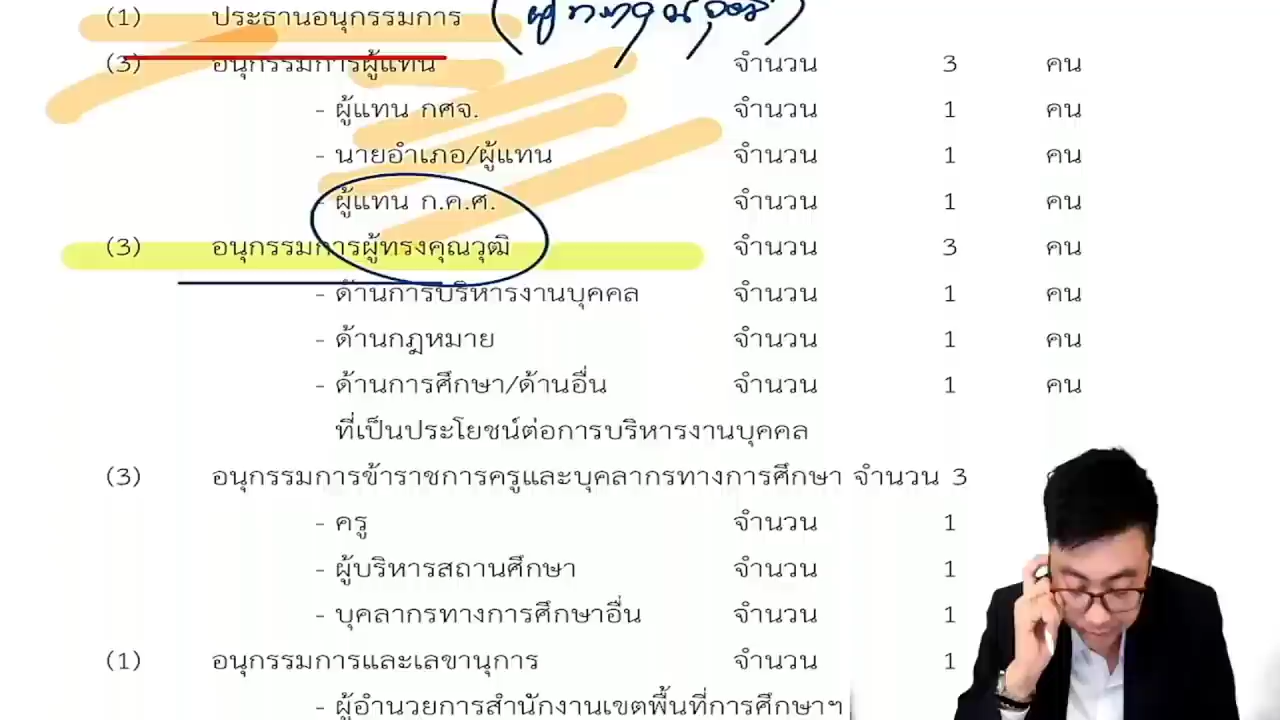 (1) ประธานอนุกรรมการ (ผู้ทรงคุณวุฒิ)
(3) อนุกรรมการผู้แทน จำนวน 3 คน
- ผู้แทน กศจ. จำนวน 1 คน
- นายอำเภอ/ผู้แทน จำนวน 1 คน
- ผู้แทน ก.ค.ศ. จำนวน 1 คน
(3) อนุกรรมการผู้ทรงคุณวุฒิ จำนวน 3 คน
- ด้านการบริหารงานบุคคล จำนวน 1 คน
- ด้านกฎหมาย จำนวน 1 คน
- ด้านการศึกษา/ด้านอื่น จำนวน 1 คน
ที่เป็นประโยชน์ต่อการบริหารงานบุคคล
(3) อนุกรรมการข้าราชการครูและบุคลากรทางการศึกษา จำนวน 3
- ครู จำนวน 1
- ผู้บริหารสถานศึกษา จำนวน 1
- บุคลากรทางการศึกษาอื่น จำนวน 1
(1) อนุกรรมการและเลขานุการ จำนวน 1
- ผู้อำนวยการสำนักงานเขตพื้นที่การศึกษาฯ